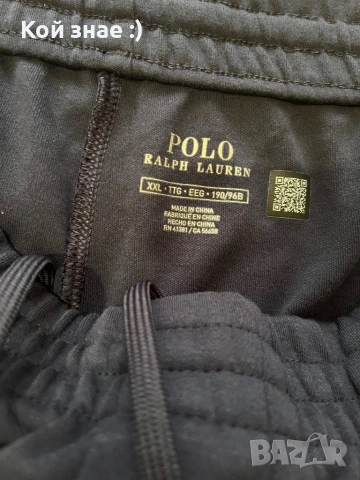 Кой знае :)
POLO
RALPH LAUREN
XXL • TTG • EEG • 190/96B
MADE IN CHINA
FABRIQUÉ EN CHINE
HECHO EN CHINA
RN 41381 / CA 56658
BAZAR